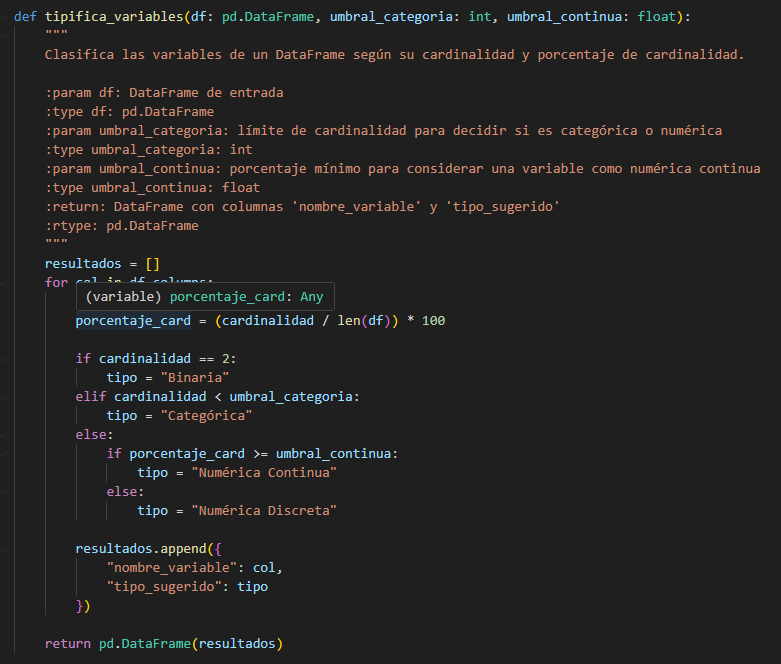 def tipifica_variables(df: pd.DataFrame, umbral_categoria: int, umbral_continua: float):
"""
Clasifica las variables de un DataFrame según su cardinalidad y porcentaje de cardinalidad.
:param df: DataFrame de entrada
:type df: pd.DataFrame
:param umbral_categoria: límite de cardinalidad para decidir si es categórica o numérica
:type umbral_categoria: int
:param umbral_continua: porcentaje mínimo para considerar una variable como numérica continua
:type umbral_continua: float
:return: DataFrame con columnas 'nombre_variable' y 'tipo_sugerido'
:rtype: pd.DataFrame
"""
resultados = []
for col in df.columns:
(variable) porcentaje_card: Any
porcentaje_card = (cardinalidad / len(df)) * 100
if cardinalidad == 2:
tipo = "Binaria"
elif cardinalidad < umbral_categoria:
tipo = "Categórica"
else:
if porcentaje_card >= umbral_continua:
tipo = "Numérica Continua"
else:
tipo = "Numérica Discreta"
resultados.append({
"nombre_variable": col,
"tipo_sugerido": tipo
})
return pd.DataFrame(resultados)